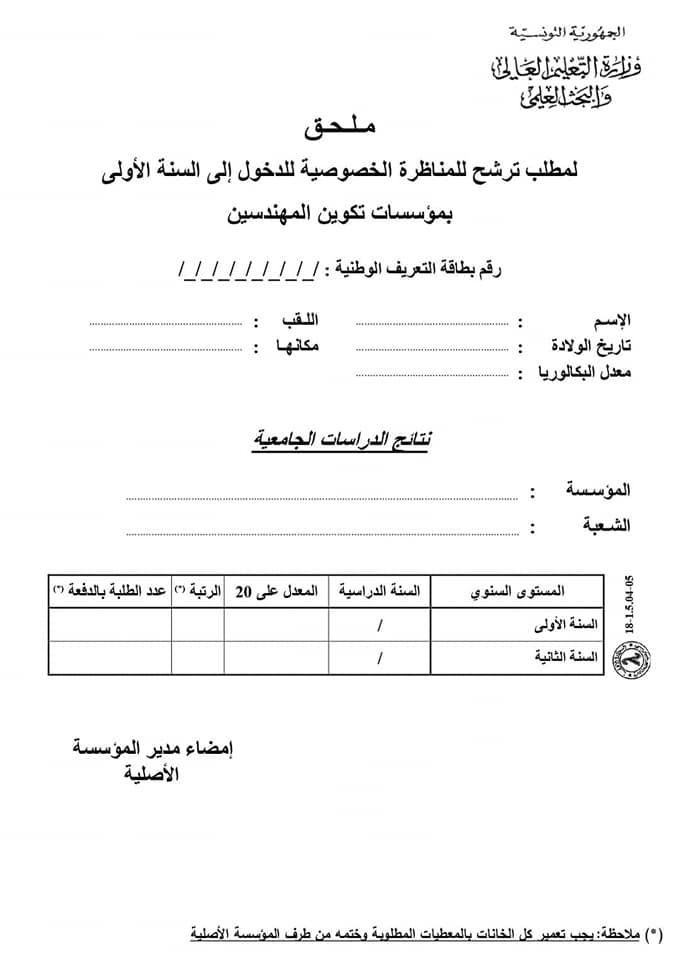 الجمهورية التونسية
وزارة التعليم العالي
والبحث العلمي
ملحق
لمطلب ترشح للمناظرة الخصوصية للدخول إلى السنة الأولى
بمؤسسات تكوين المهندسين
رقم بطاقة التعريف الوطنية : /_/_/_/_/_/_/_/_/
الإسم : ........ اللقب : ........
تاريخ الولادة : ........ مكانها : ........
معدل البكالوريا : ........
نتائج الدراسات الجامعية
المؤسسة : ........
الشعبة : ........
المستوى السنوي السنة الدراسية المعدل على 20 الرتبة (*) عدد الطلبة بالدفعة (*)
السنة الأولى /
السنة الثانية /
18-1.5.04-05
إمضاء مدير المؤسسة
الأصلية
(*) ملاحظة: يجب تعمير كل الخانات بالمعطيات المطلوبة وختمه من طرف المؤسسة الأصلية